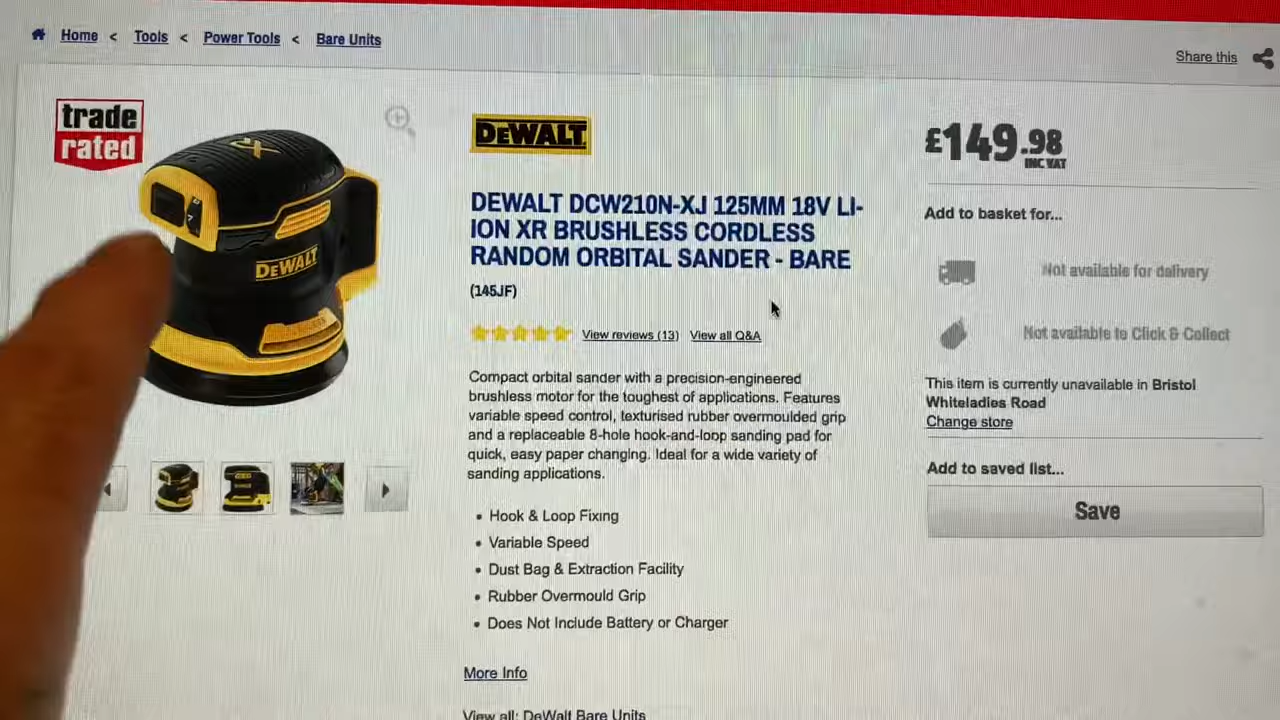 Home < Tools < Power Tools < Bare Units
Share this
trade
rated
DEWALT
DEWALT
£149.98
INC VAT
DEWALT DCW210N-XJ 125MM 18V LI-
ION XR BRUSHLESS CORDLESS
RANDOM ORBITAL SANDER - BARE
(145JF)
View reviews (13) View all Q&A
Compact orbital sander with a precision-engineered
brushless motor for the toughest of applications. Features
variable speed control, texturised rubber overmoulded grip
and a replaceable 8-hole hook-and-loop sanding pad for
quick, easy paper changing. Ideal for a wide variety of
sanding applications.
• Hook & Loop Fixing
• Variable Speed
• Dust Bag & Extraction Facility
• Rubber Overmould Grip
• Does Not Include Battery or Charger
More Info
View all: DeWalt Bare Units
Add to basket for...
Not available for delivery
Not available to Click & Collect
This item is currently unavailable in Bristol
Whiteladies Road
Change store
Add to saved list...
Save